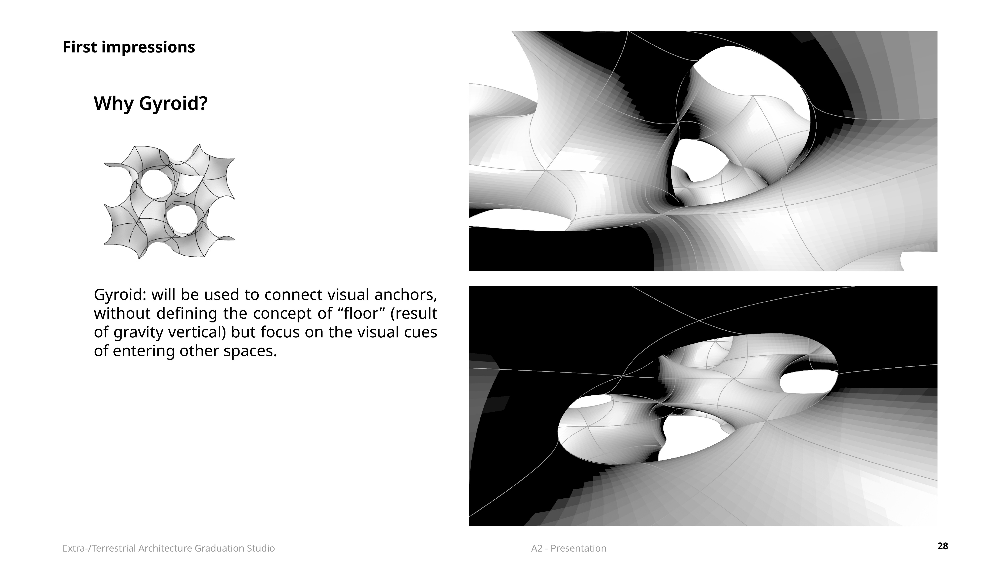 First impressions
Why Gyroid?
Gyroid: will be used to connect visual anchors,
without defining the concept of “floor” (result
of gravity vertical) but focus on the visual cues
of entering other spaces.
Extra-/Terrestrial Architecture Graduation Studio
A2 - Presentation
28